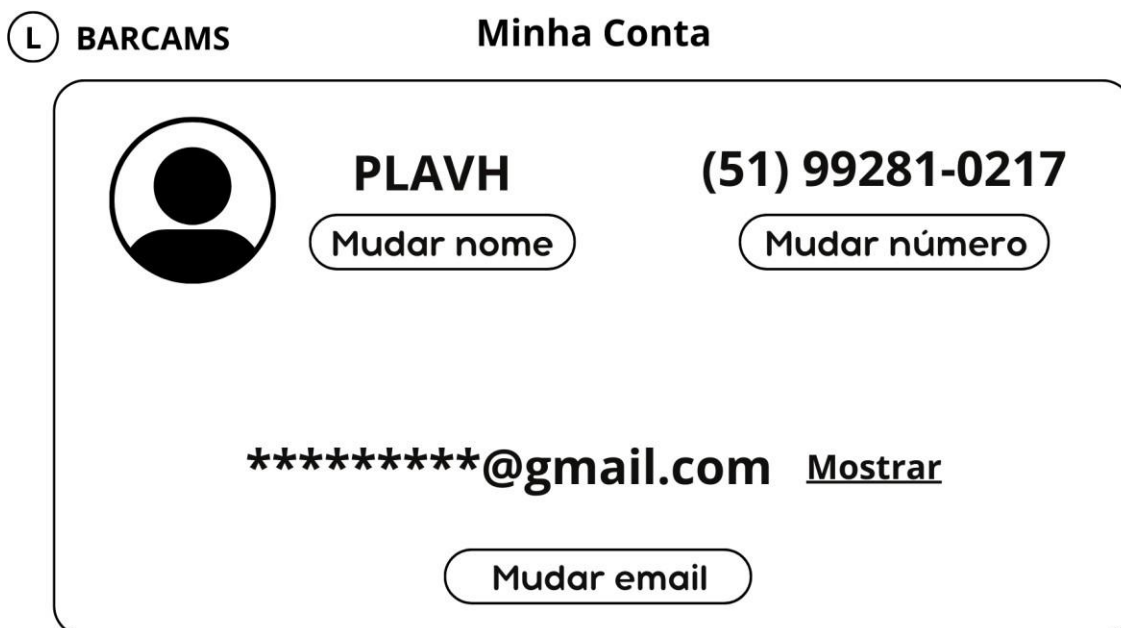 L BARCAMS
Minha Conta
PLAVH
(51) 99281-0217
Mudar nome
Mudar número
*********@gmail.com Mostrar
Mudar email